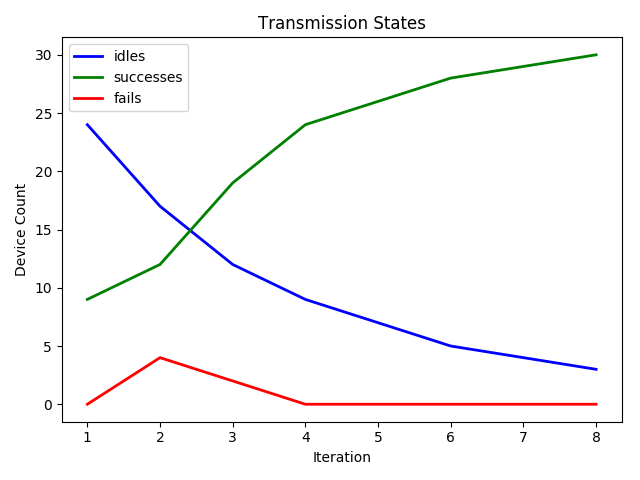 Transmission States
idles
successes
fails
Device Count
30
25
20
15
10
5
0
1 2 3 4 5 6 7 8
Iteration